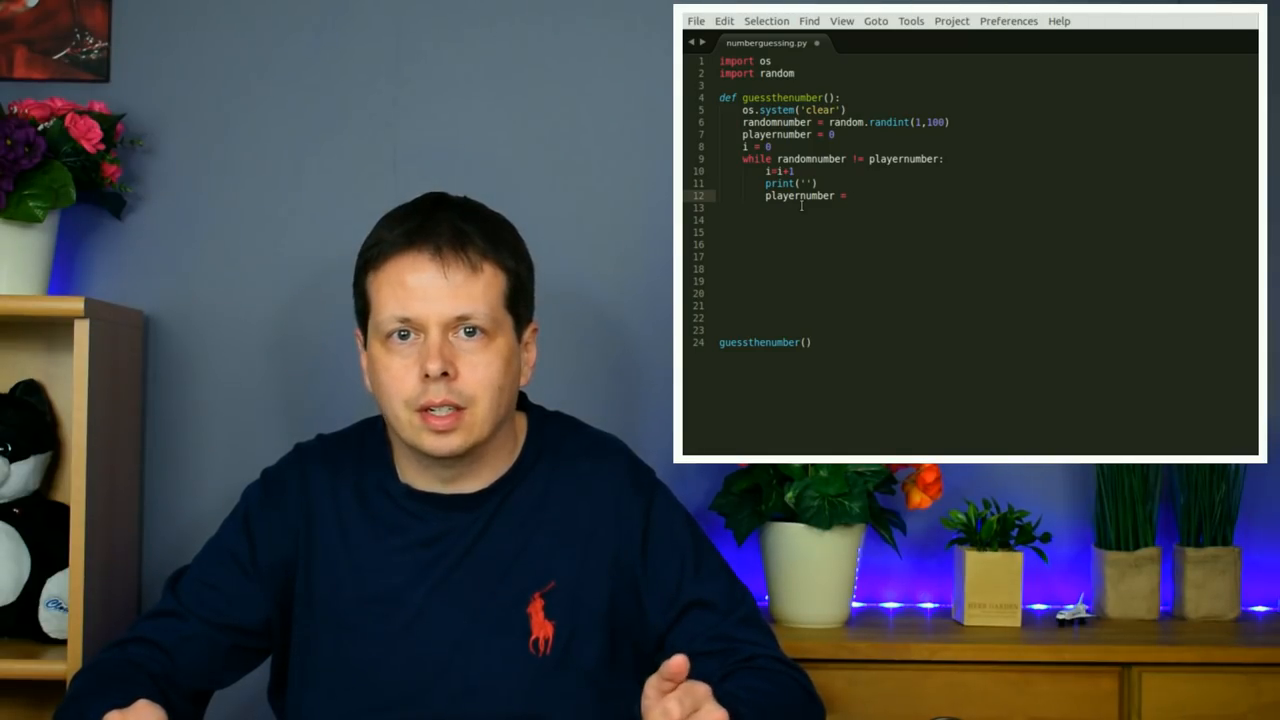 File Edit Selection Find View Goto Tools Project Preferences Help
numberguessing.py
1 import os
2 import random
3
4 def guessthenumber():
5 os.system('clear')
6 randomnumber = random.randint(1,100)
7 playernumber = 0
8 i = 0
9 while randomnumber != playernumber:
10 i=i+1
11 print('')
12 playernumber =
13
14
15
16
17
18
19
20
21
22
23
24 guessthenumber()
HERB GARDEN